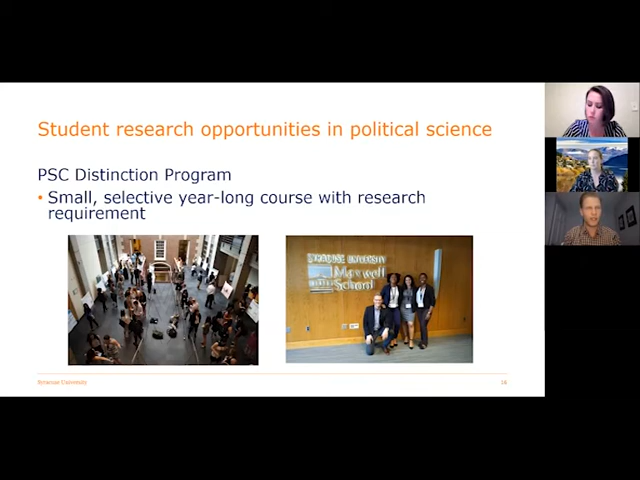 Student research opportunities in political science
PSC Distinction Program
• Small, selective year-long course with research
requirement
SYRACUSE UNIVERSITY
Maxwell
School
Syracuse University
18